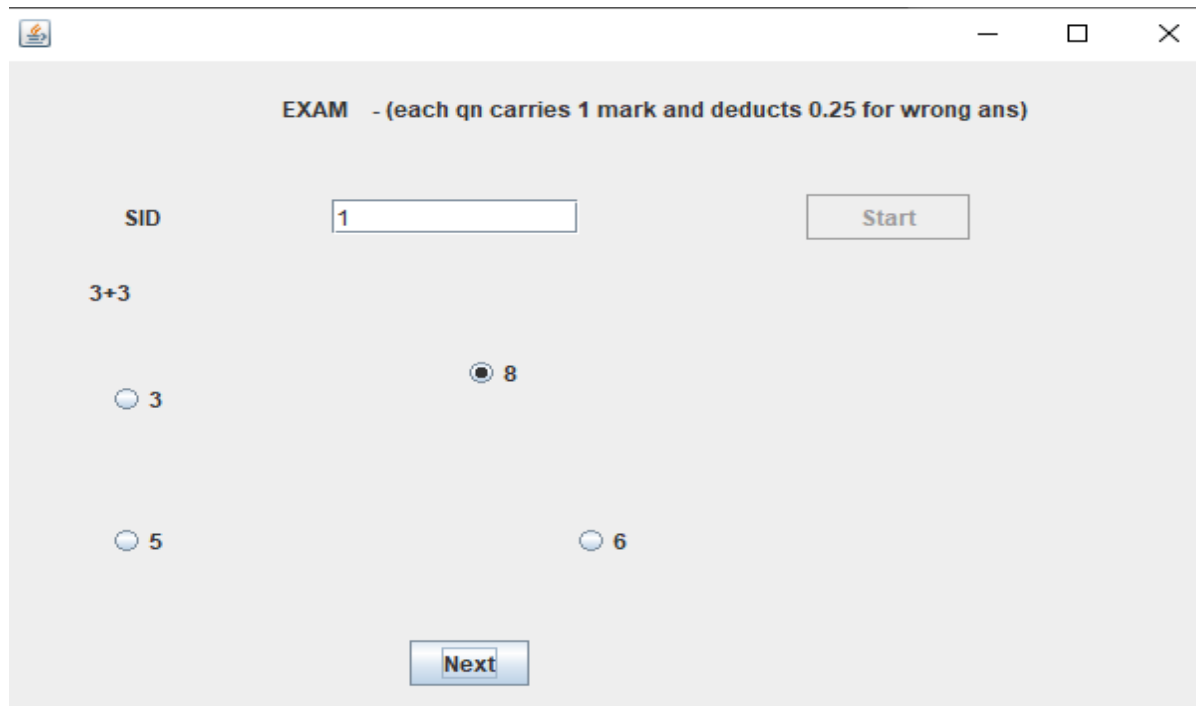 EXAM - (each qn carries 1 mark and deducts 0.25 for wrong ans)
SID 1 Start
3+3
8
3
5 6
Next